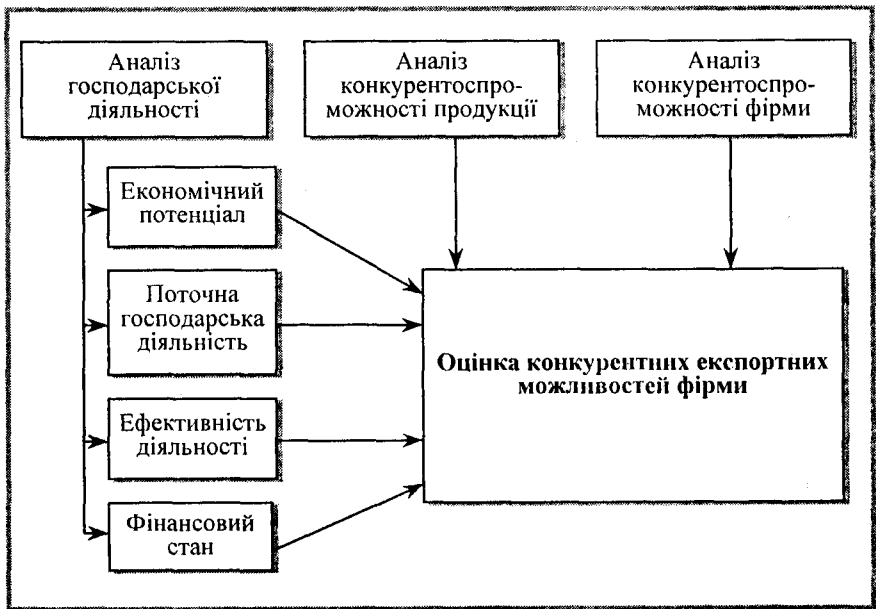 Аналіз
господарської
діяльності
Аналіз
конкурентоспро-
можності продукції
Аналіз
конкурентоспро-
можності фірми
Економічний
потенціал
Поточна
господарська
діяльність
Ефективність
діяльності
Фінансовий
стан
Оцінка конкурентних експортних
можливостей фірми